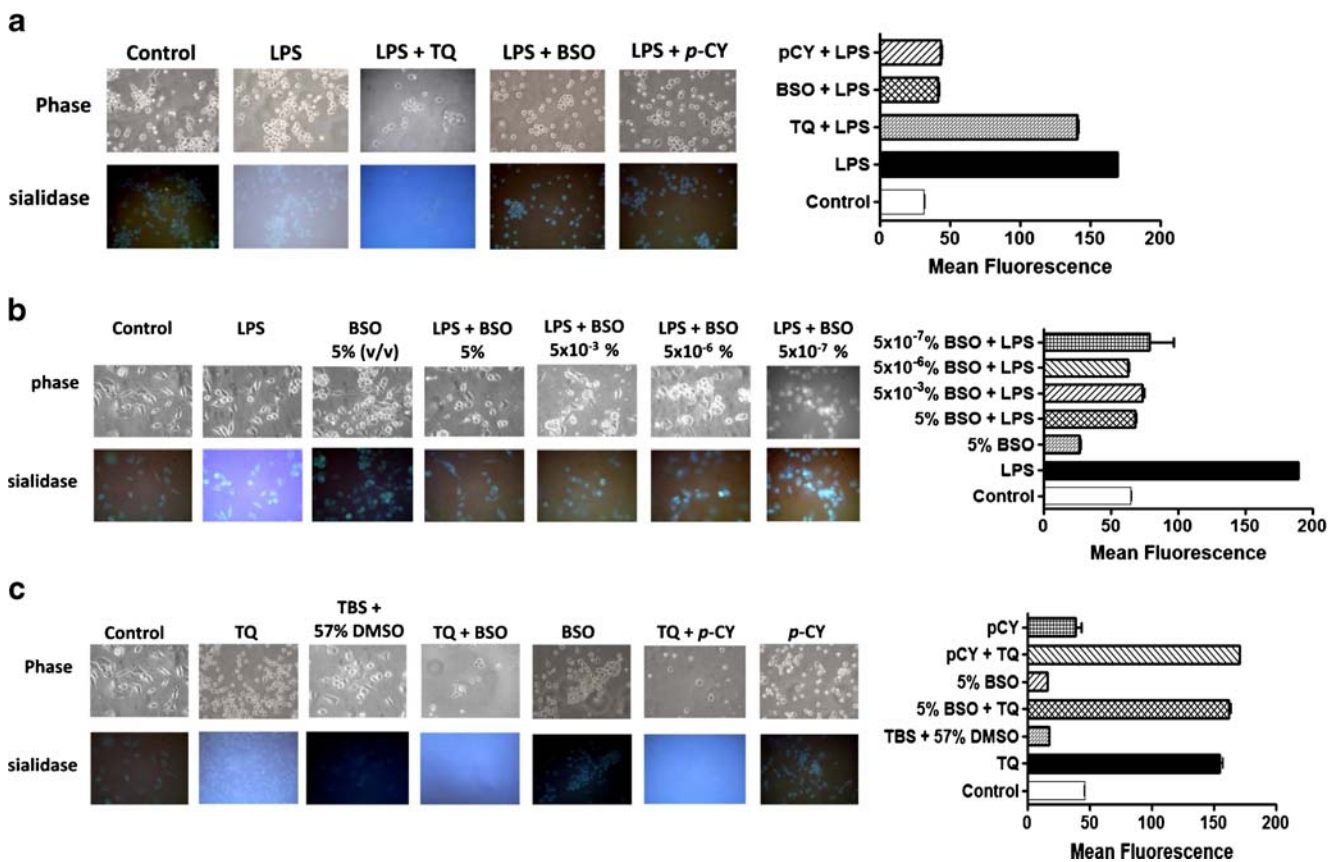 a
Control LPS LPS + TQ LPS + BSO LPS + p-CY
Phase
sialidase
pCY + LPS
BSO + LPS
TQ + LPS
LPS
Control
0 50 100 150 200
Mean Fluorescence
b
Control LPS BSO LPS + BSO LPS + BSO LPS + BSO LPS + BSO
5% (v/v) 5% 5x10⁻³ % 5x10⁻⁶ % 5x10⁻⁷ %
phase
sialidase
5x10⁻⁷% BSO + LPS
5x10⁻⁶% BSO + LPS
5x10⁻³% BSO + LPS
5% BSO + LPS
5% BSO
LPS
Control
0 50 100 150 200
Mean Fluorescence
c
TBS +
Control TQ 57% DMSO TQ + BSO BSO TQ + p-CY p-CY
Phase
sialidase
pCY
pCY + TQ
5% BSO
5% BSO + TQ
TBS + 57% DMSO
TQ
Control
0 50 100 150 200
Mean Fluorescence